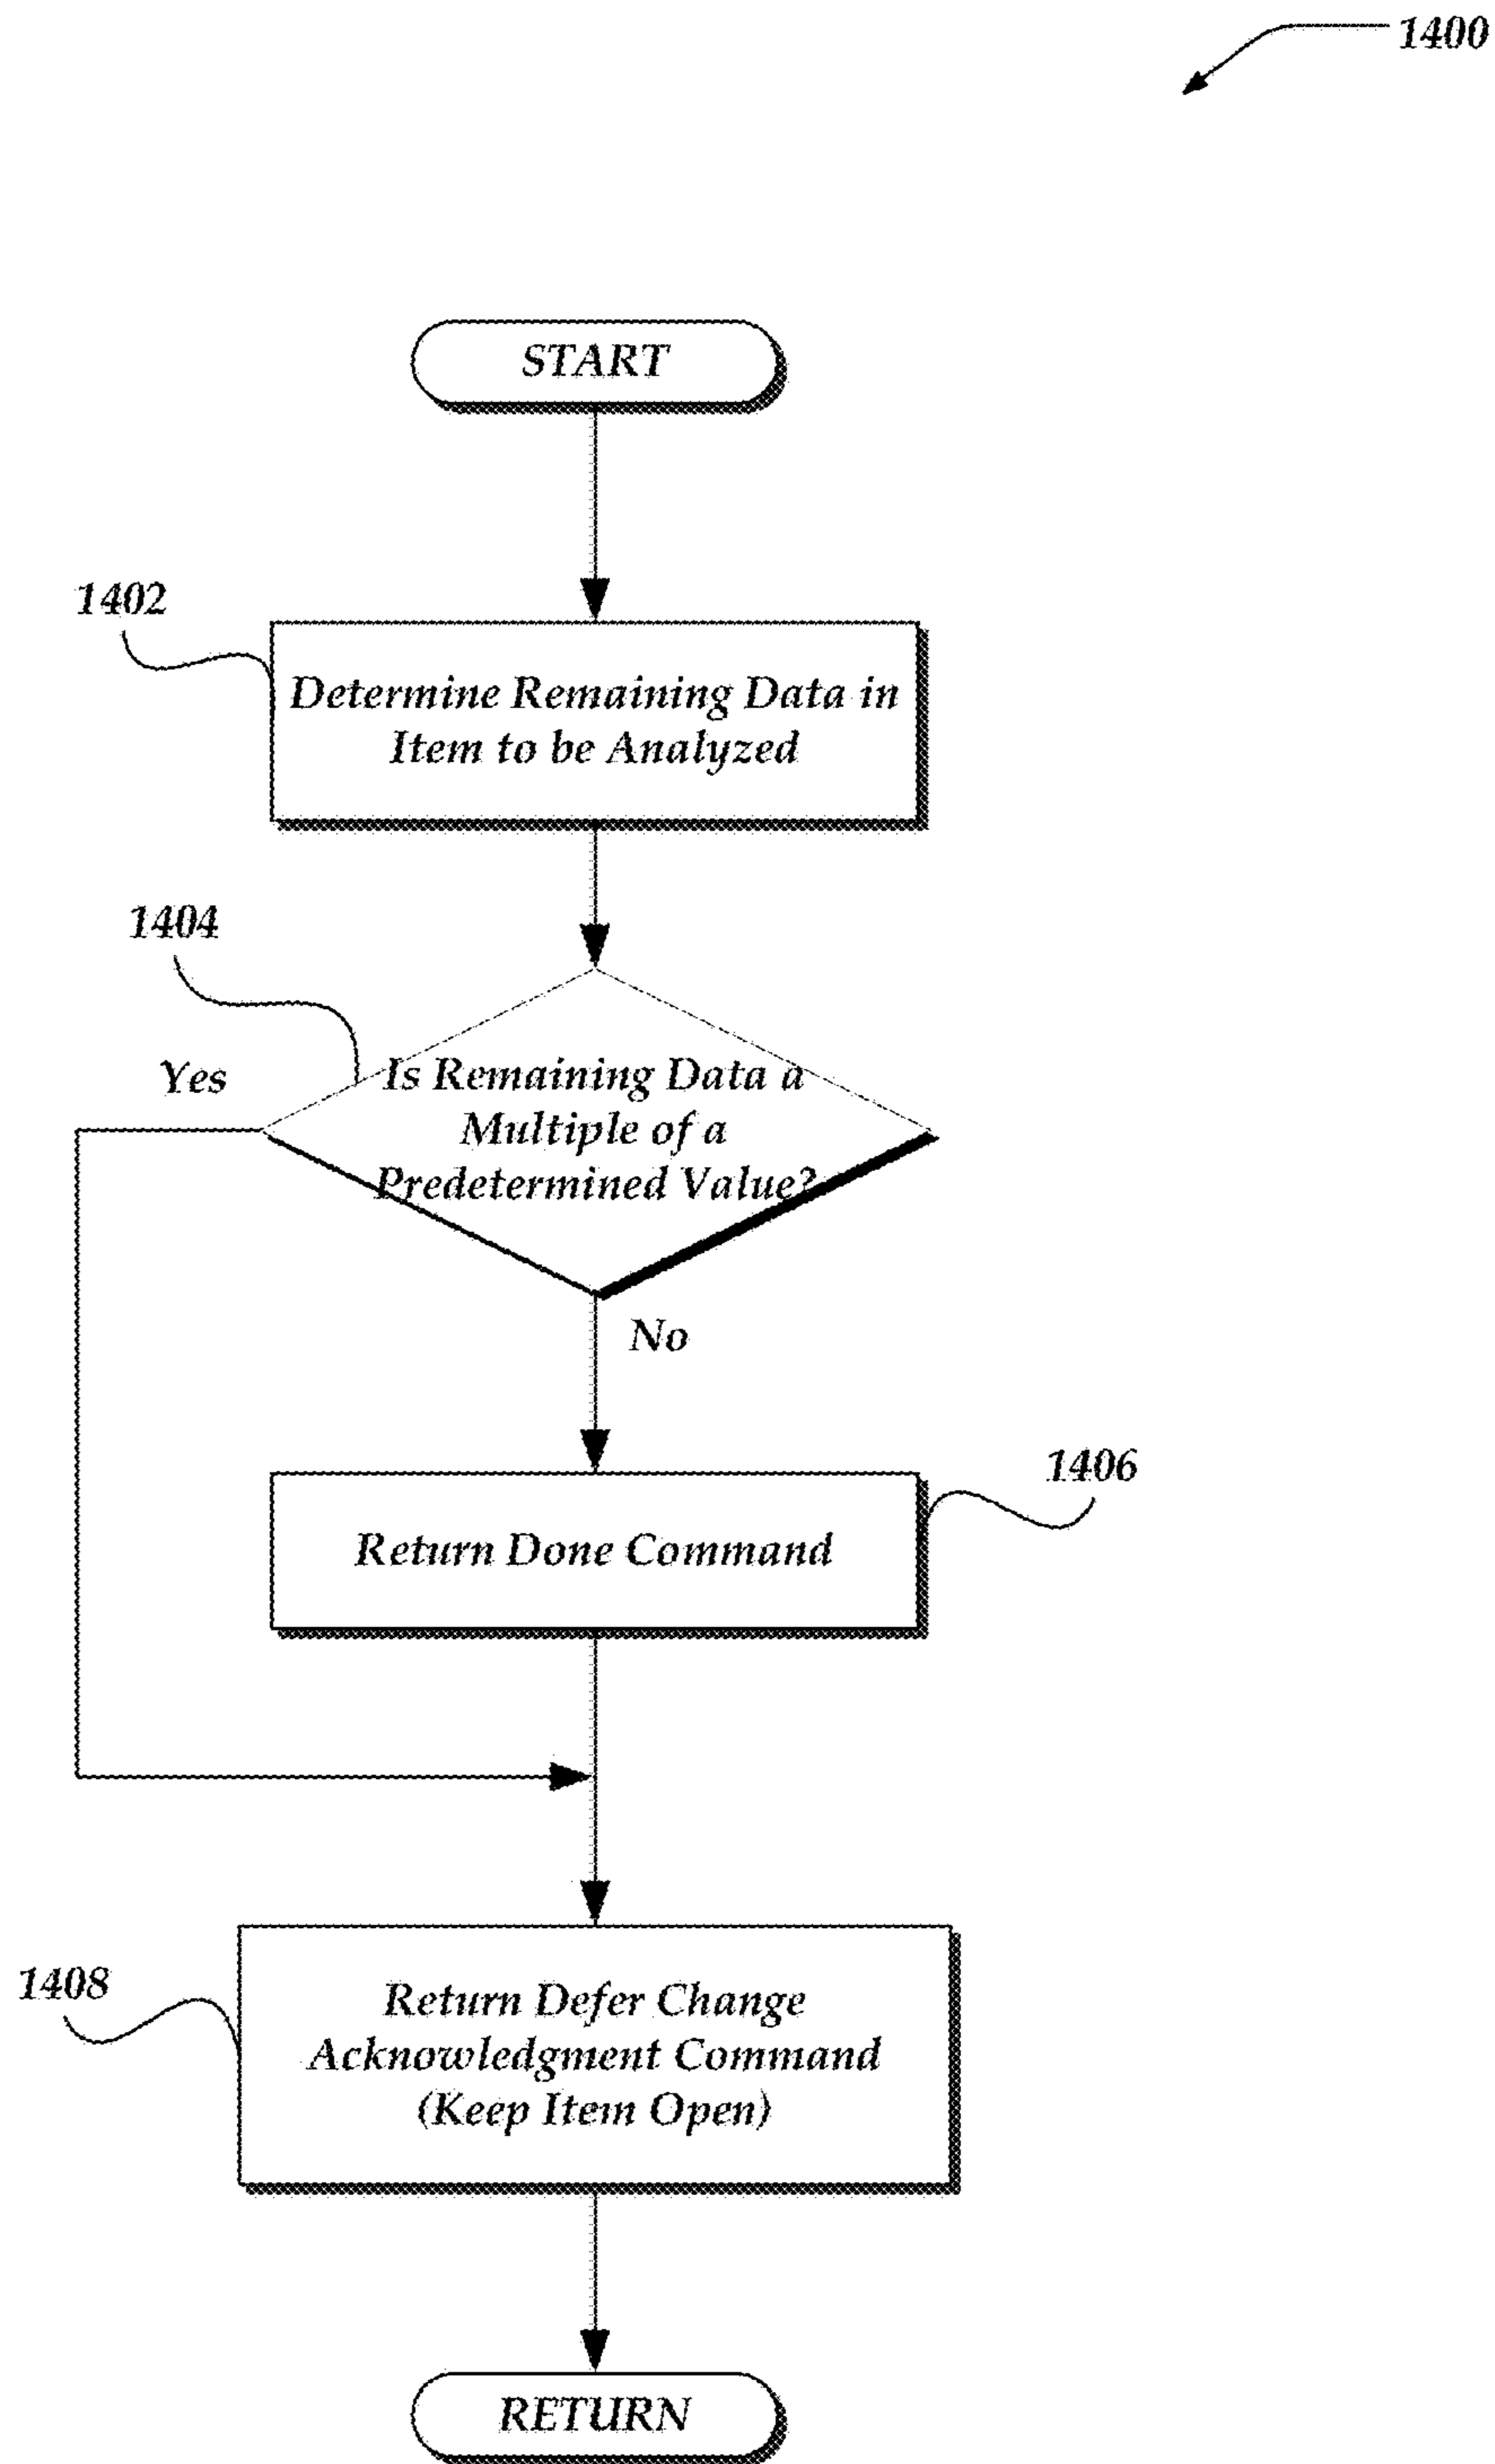 1400
START
1402
Determine Remaining Data in
Item to be Analyzed
1404
Yes
Is Remaining Data a
Multiple of a
Predetermined Value?
No
1406
Return Done Command
1408
Return Defer Change
Acknowledgment Command
(Keep Item Open)
RETURN